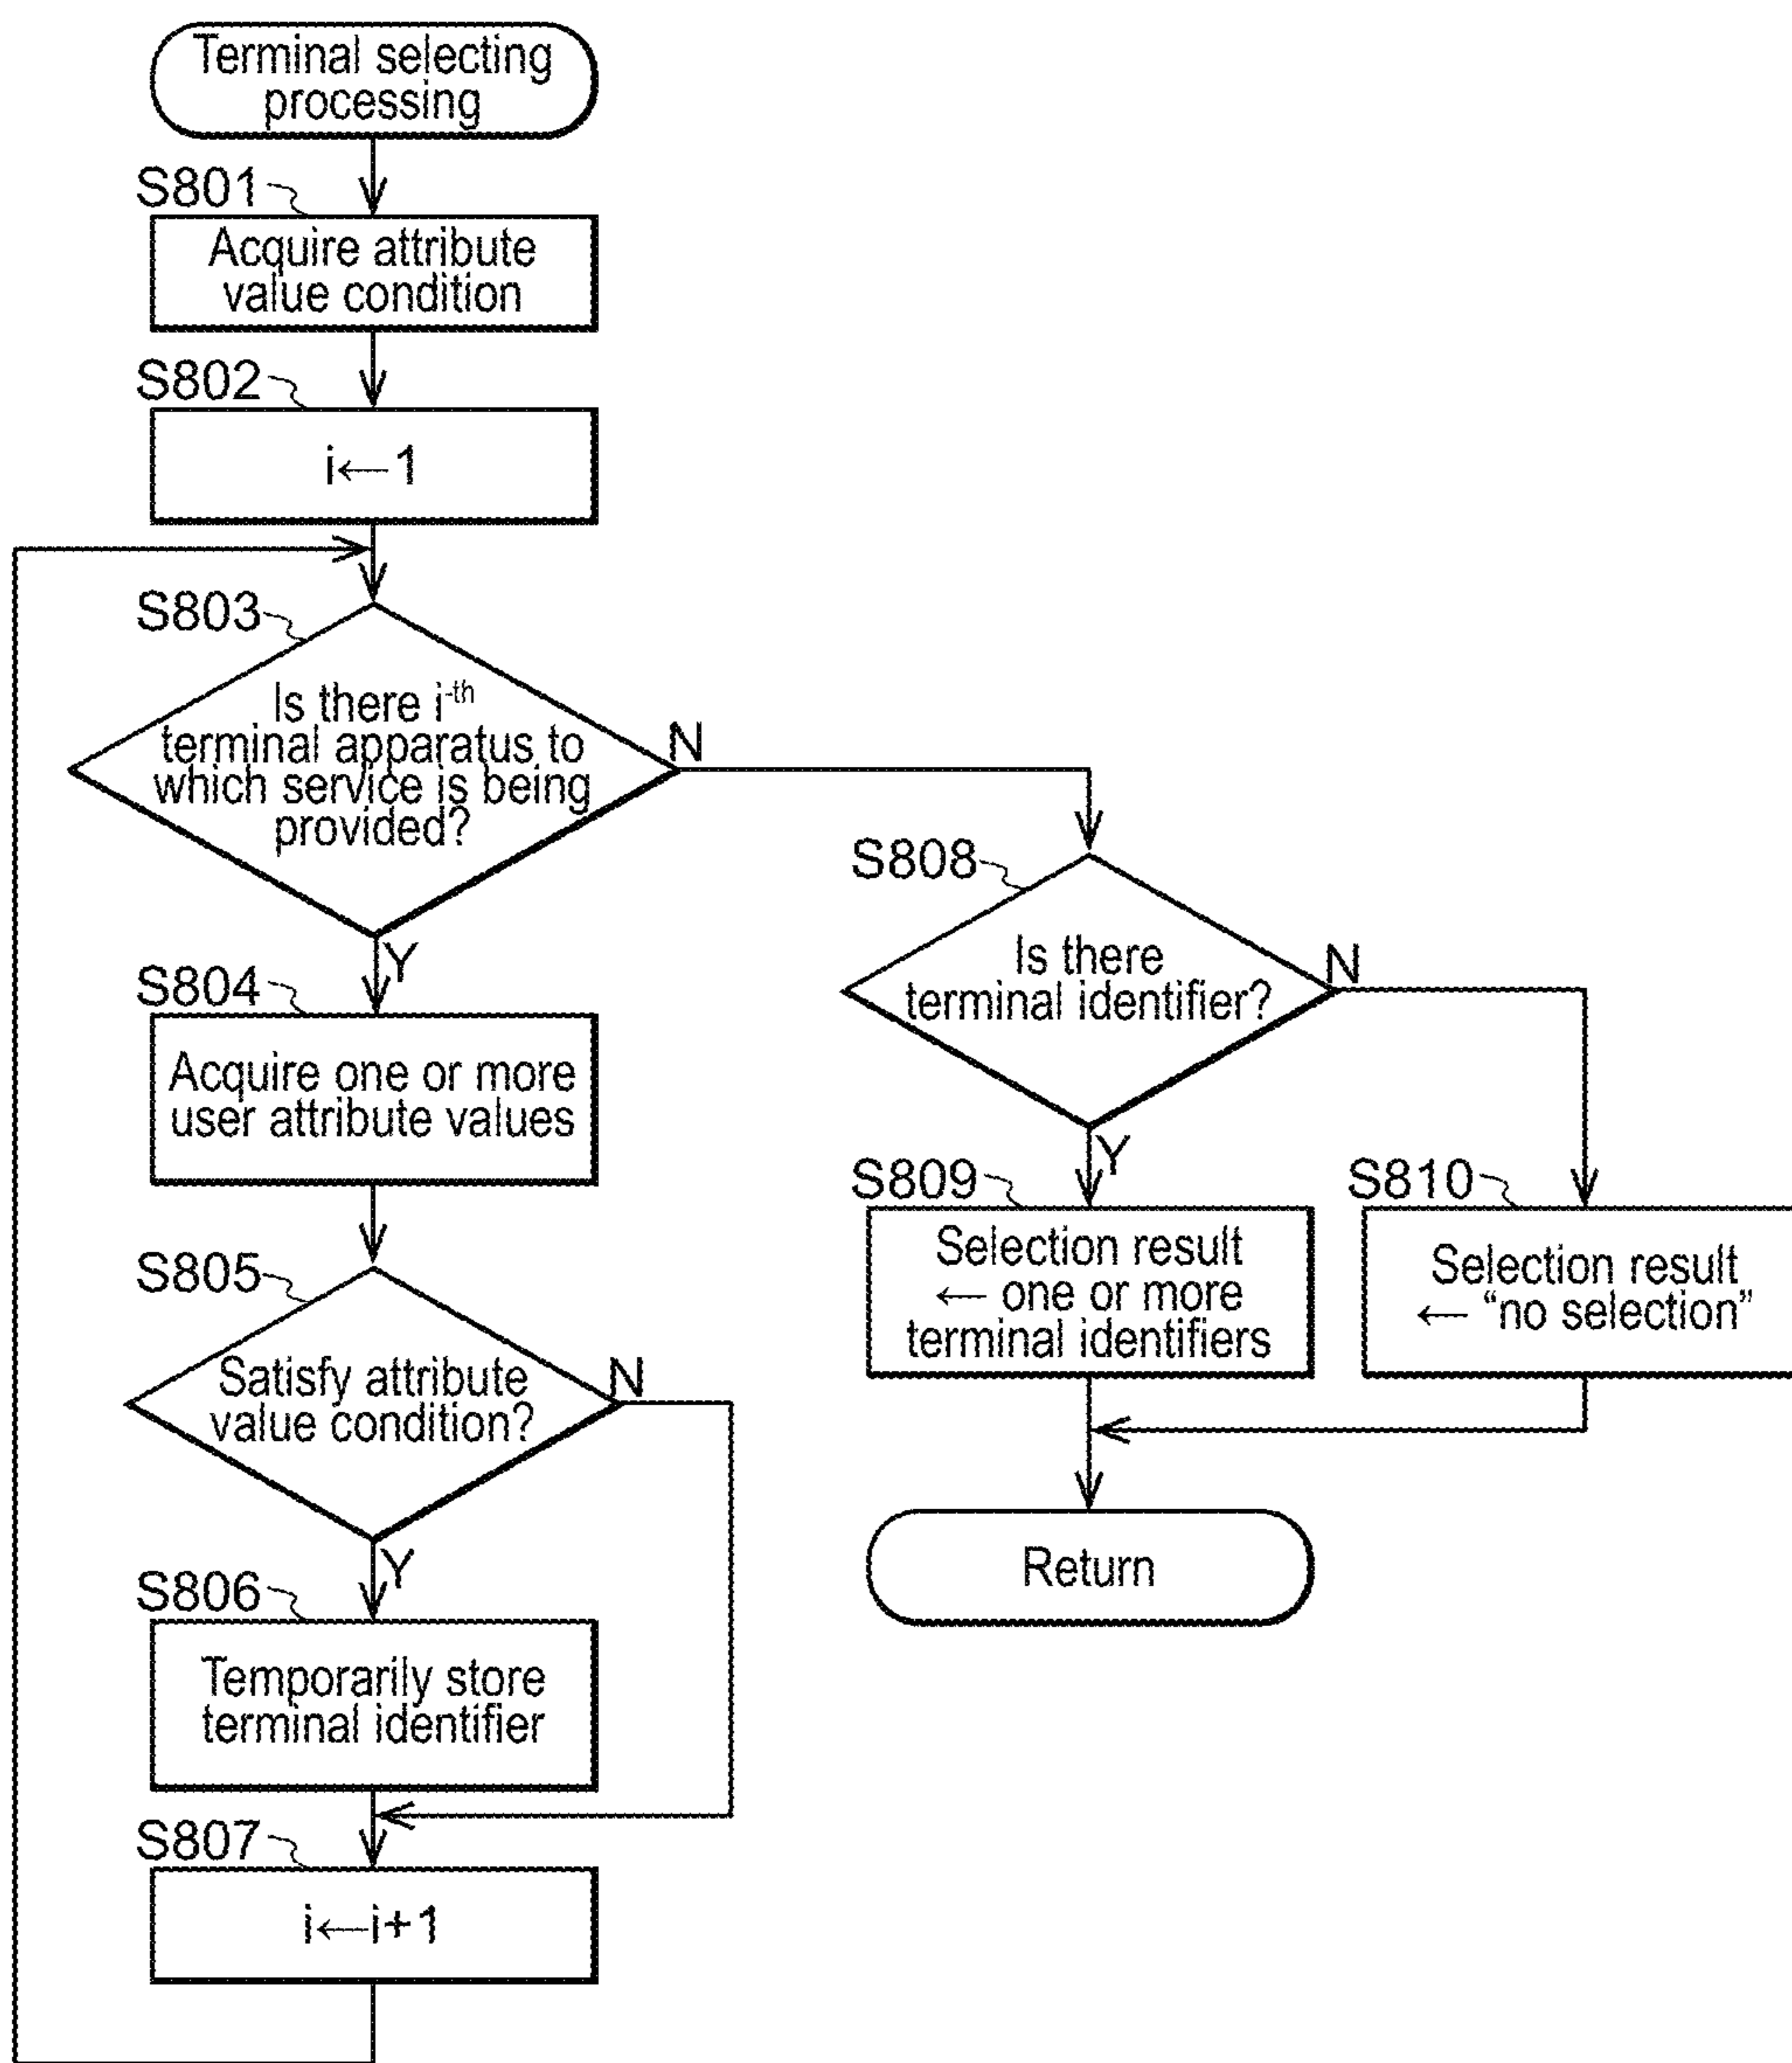 Terminal selecting
processing
S801
Acquire attribute
value condition
S802
i←1
S803
Is there i-th
terminal apparatus to
which service is being
provided?
N
Y
S804
Acquire one or more
user attribute values
S805
Satisfy attribute
value condition?
N
Y
S806
Temporarily store
terminal identifier
S807
i←i+1
S808
Is there
terminal identifier?
N
Y
S809
Selection result
← one or more
terminal identifiers
S810
Selection result
← “no selection”
Return